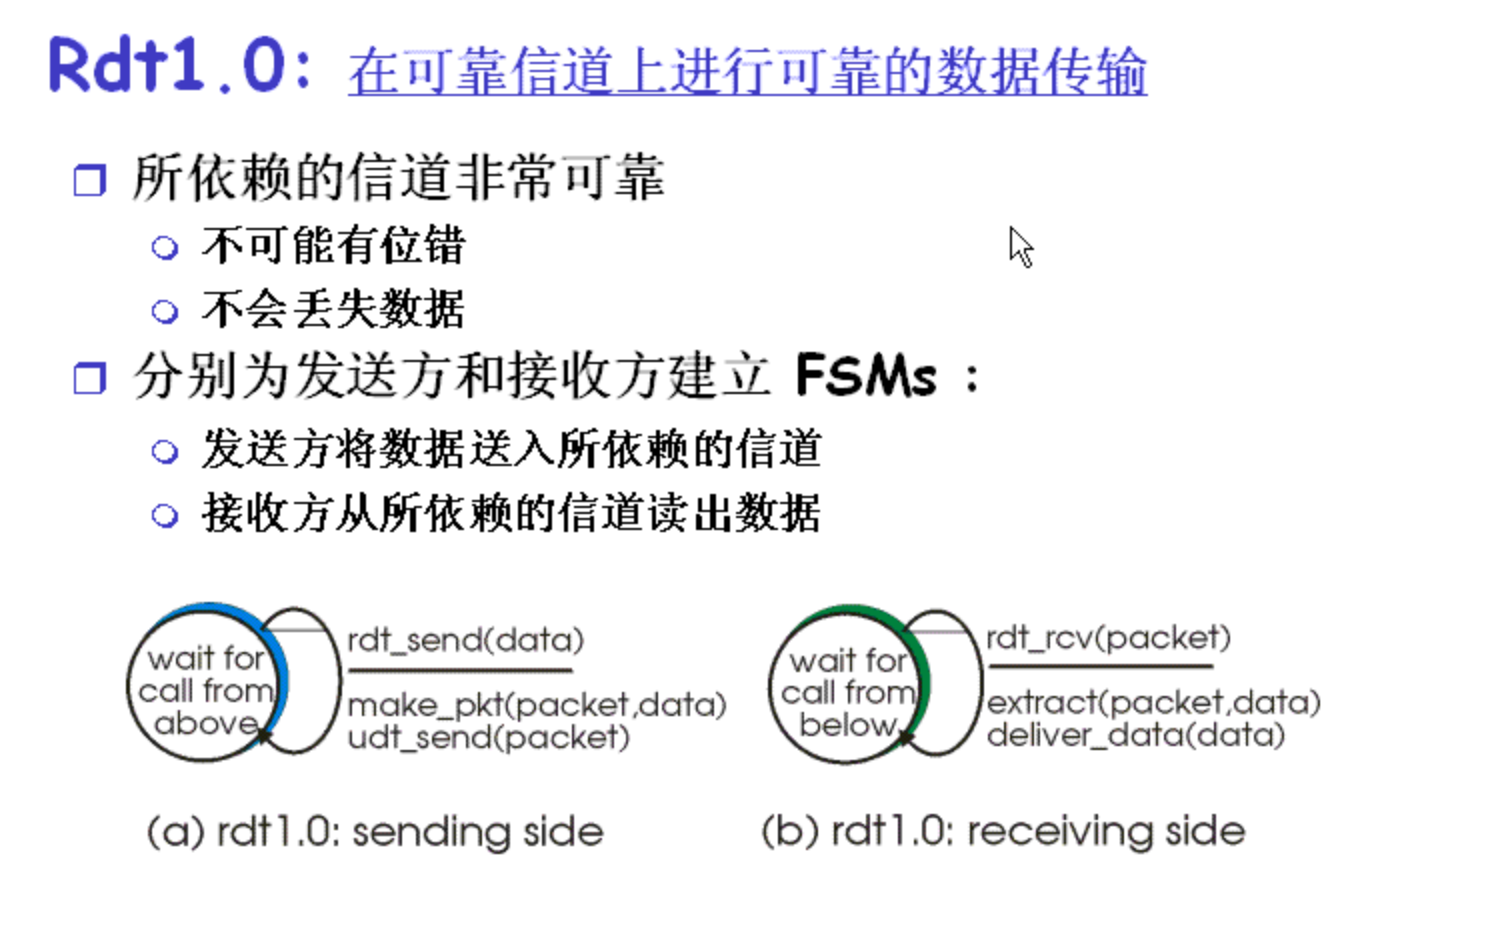 Rdt1.0: 在可靠信道上进行可靠的数据传输
所依赖的信道非常可靠
不可能有位错
不会丢失数据
分别为发送方和接收方建立 FSMs :
发送方将数据送入所依赖的信道
接收方从所依赖的信道读出数据
wait for
call from
above
rdt_send(data)
make_pkt(packet,data)
udt_send(packet)
wait for
call from
below
rdt_rcv(packet)
extract(packet,data)
deliver_data(data)
(a) rdt1.0: sending side
(b) rdt1.0: receiving side